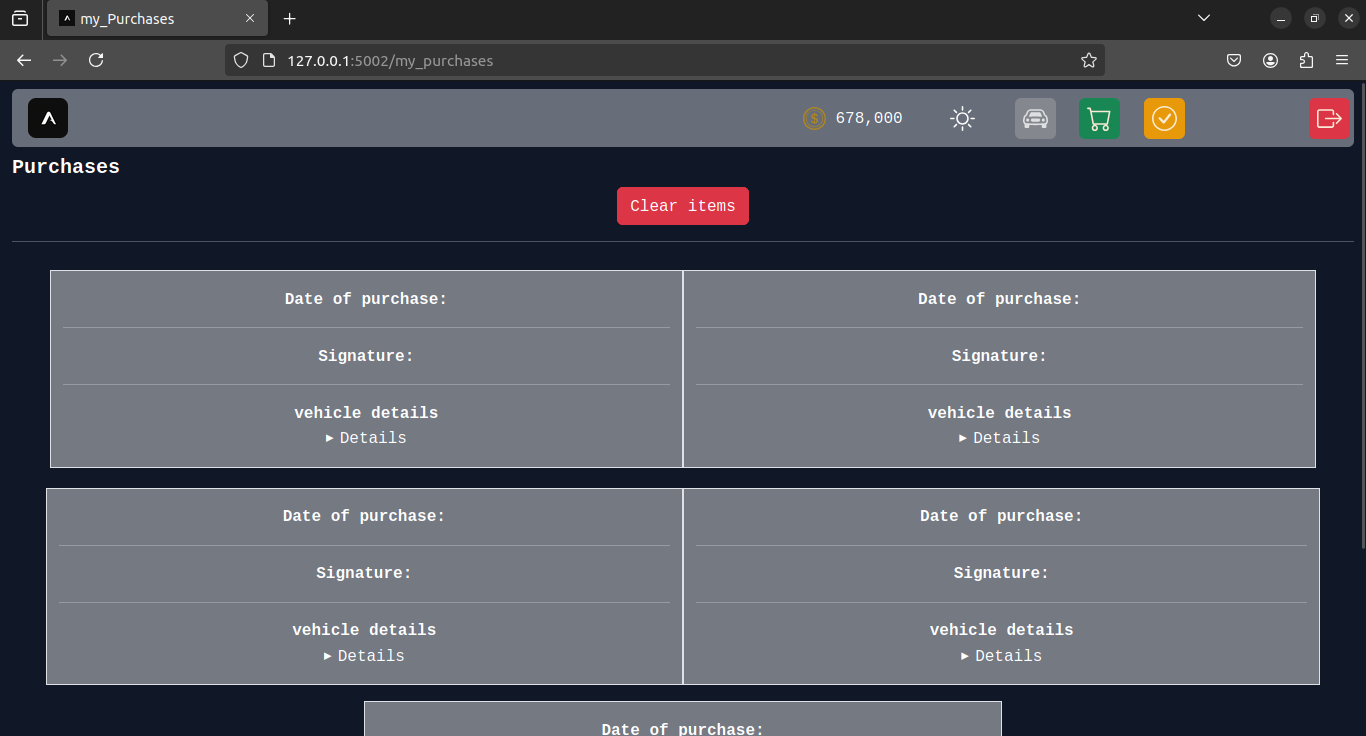 my_Purchases
127.0.0.1:5002/my_purchases
678,000
Purchases
Clear items
Date of purchase:
Date of purchase:
Signature:
Signature:
vehicle details
vehicle details
Details
Details
Date of purchase:
Date of purchase:
Signature:
Signature:
vehicle details
vehicle details
Details
Details
Date of purchase: